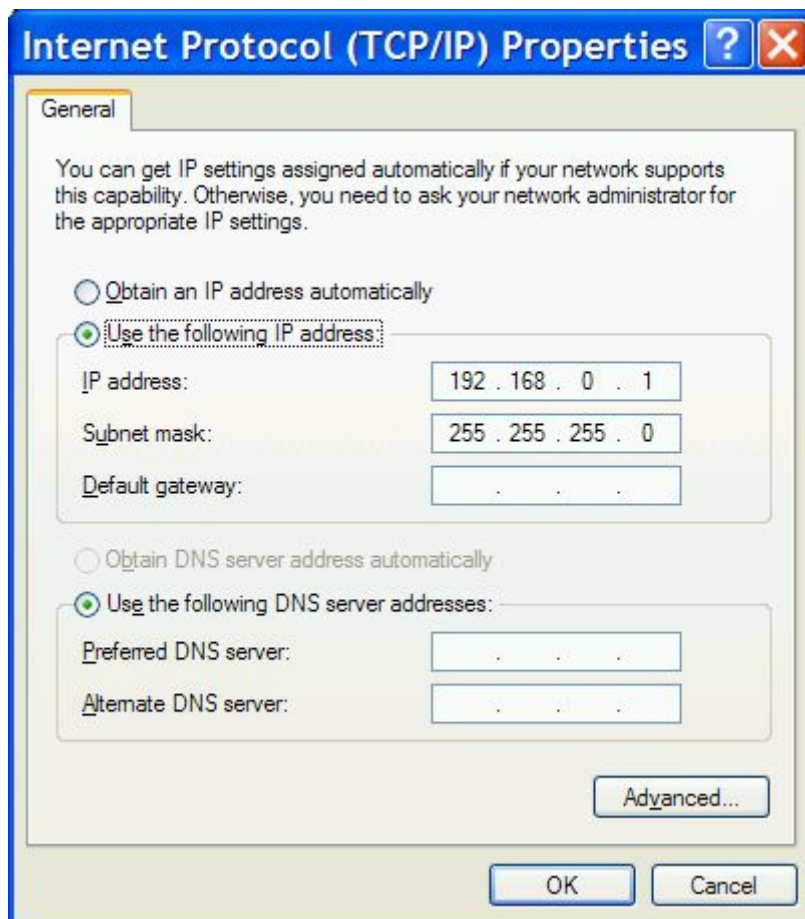 Internet Protocol (TCP/IP) Properties ?
General
You can get IP settings assigned automatically if your network supports
this capability. Otherwise, you need to ask your network administrator for
the appropriate IP settings.
Obtain an IP address automatically
Use the following IP address:
IP address: 192 . 168 . 0 . 1
Subnet mask: 255 . 255 . 255 . 0
Default gateway: . . .
Obtain DNS server address automatically
Use the following DNS server addresses:
Preferred DNS server: . . .
Alternate DNS server: . . .
Advanced...
OK Cancel